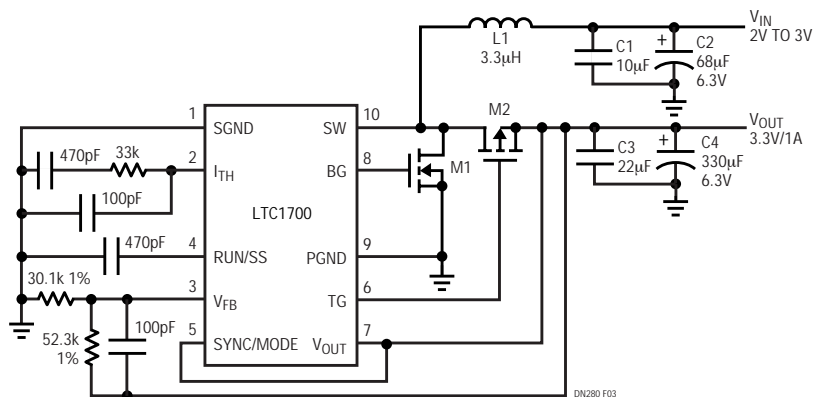 V_IN
2V TO 3V
L1
3.3µH
C1
10µF
+
C2
68µF
6.3V
M2
V_OUT
3.3V/1A
C3
22µF
+
C4
330µF
6.3V
M1
1
SGND
SW
10
470pF
33k
2
I_TH
BG
8
100pF
LTC1700
470pF
4
RUN/SS
PGND
9
30.1k 1%
3
V_FB
TG
6
52.3k
1%
100pF
5
SYNC/MODE
V_OUT
7
DN280 F03